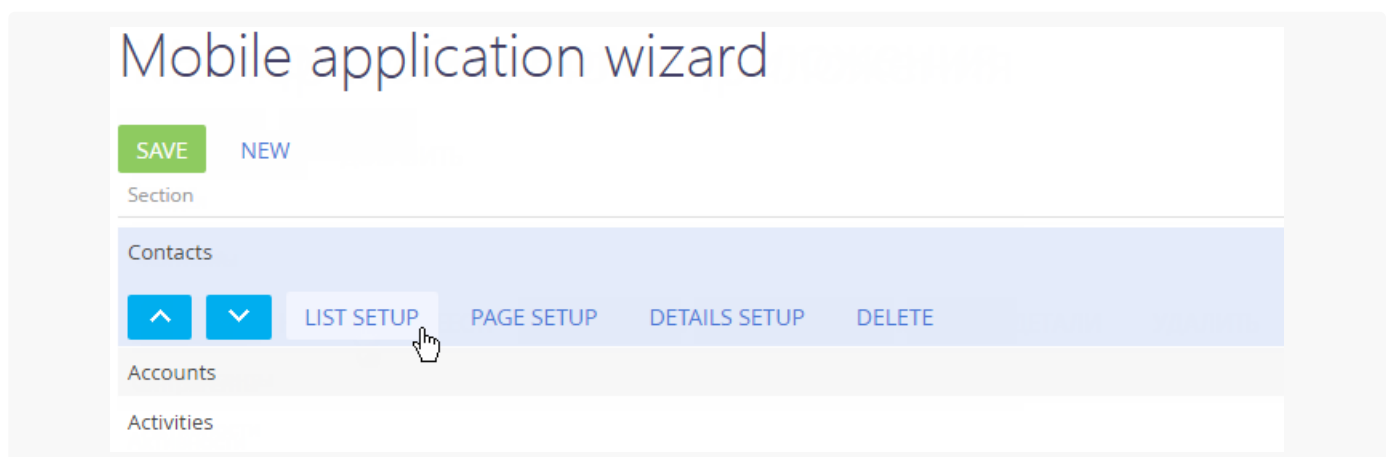 Mobile application wizard
SAVE NEW
Section
Contacts
LIST SETUP PAGE SETUP DETAILS SETUP DELETE
Accounts
Activities